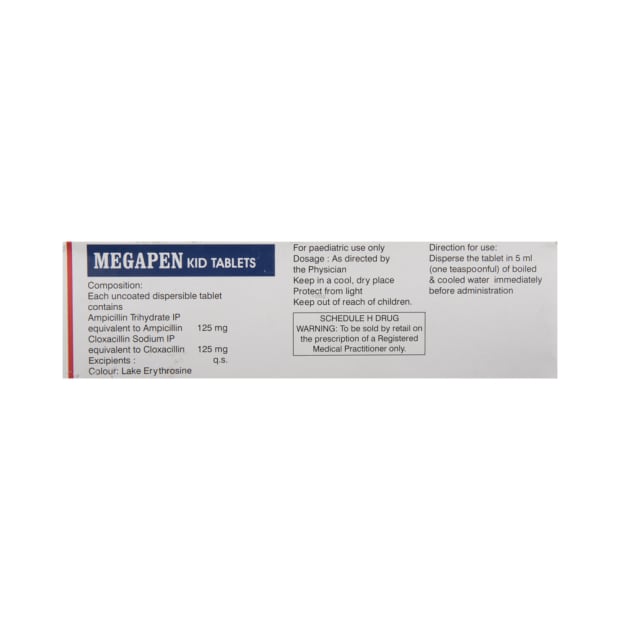 MEGAPEN KID TABLETS
Composition:
Each uncoated dispersible tablet
contains
Ampicillin Trihydrate IP
equivalent to Ampicillin 125 mg
Cloxacillin Sodium IP
equivalent to Cloxacillin 125 mg
Excipients : q.s.
Colour: Lake Erythrosine
For paediatric use only
Dosage : As directed by
the Physician
Keep in a cool, dry place
Protect from light
Keep out of reach of children.
SCHEDULE H DRUG
WARNING: To be sold by retail on
the prescription of a Registered
Medical Practitioner only.
Direction for use:
Disperse the tablet in 5 ml
(one teaspoonful) of boiled
& cooled water immediately
before administration